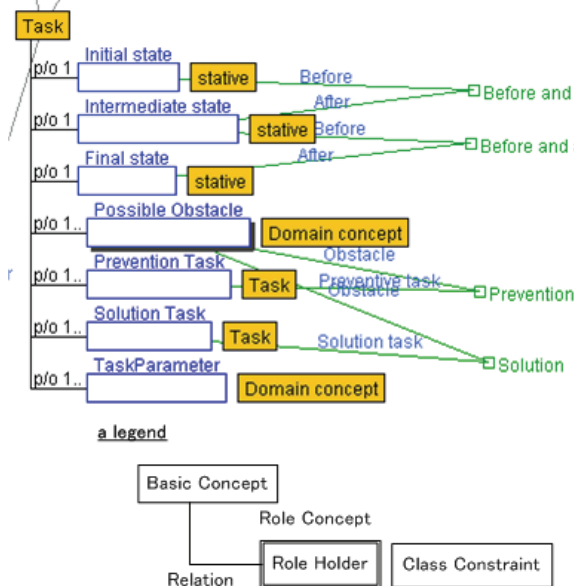 Task
Initial state
p/o 1
stative
Before
Before and
After
Intermediate state
p/o 1
stative
Before
Before and
After
Final state
p/o 1
stative
Possible Obstacle
p/o 1..
Domain concept
Obstacle
Prevention Task
p/o 1..
Task
Preventive task
Obstacle
Prevention
Solution Task
p/o 1..
Task
Solution task
Solution
TaskParameter
p/o 1..
Domain concept
a legend
Basic Concept
Role Concept
Role Holder
Class Constraint
Relation